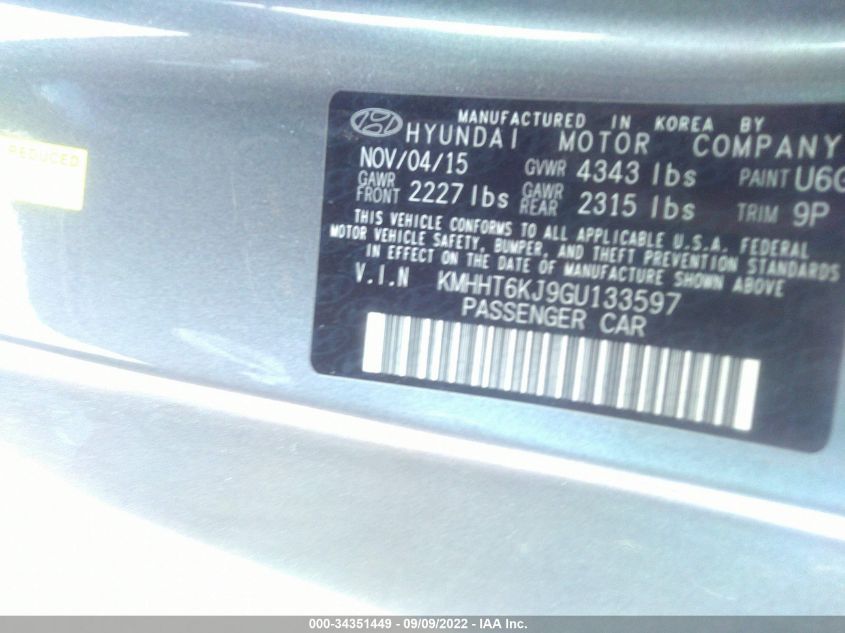 REDUCED
MANUFACTURED IN KOREA BY
HYUNDAI MOTOR COMPANY
NOV/04/15 GVWR 4343 lbs PAINT U6G
GAWR FRONT 2227 lbs GAWR REAR 2315 lbs TRIM 9P
THIS VEHICLE CONFORMS TO ALL APPLICABLE U.S.A. FEDERAL
MOTOR VEHICLE SAFETY, BUMPER, AND THEFT PREVENTION STANDARDS
IN EFFECT ON THE DATE OF MANUFACTURE SHOWN ABOVE
V.I.N KMHHT6KJ9GU133597
PASSENGER CAR
000-34351449 - 09/09/2022 - IAA Inc.